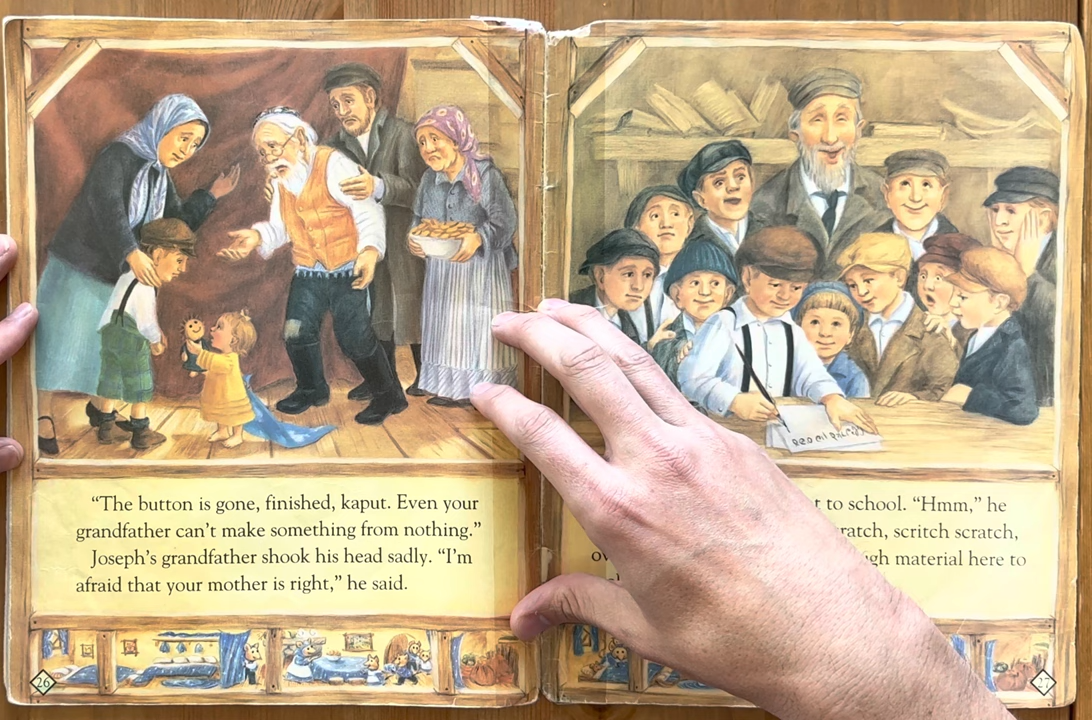 “The button is gone, finished, kaput. Even your
grandfather can’t make something from nothing.”
Joseph’s grandfather shook his head sadly. “I’m
afraid that your mother is right,” he said.
26
to school. “Hmm,” he
scritch scratch,
material here to
27